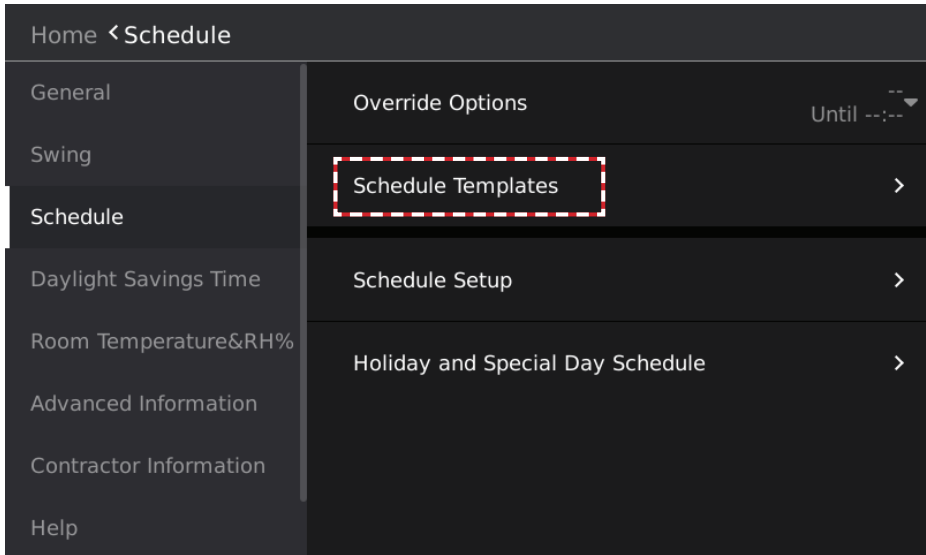 Home <Schedule
General
Swing
Schedule
Daylight Savings Time
Room Temperature&RH%
Advanced Information
Contractor Information
Help
Override Options
--
Until --:--
Schedule Templates >
Schedule Setup >
Holiday and Special Day Schedule >